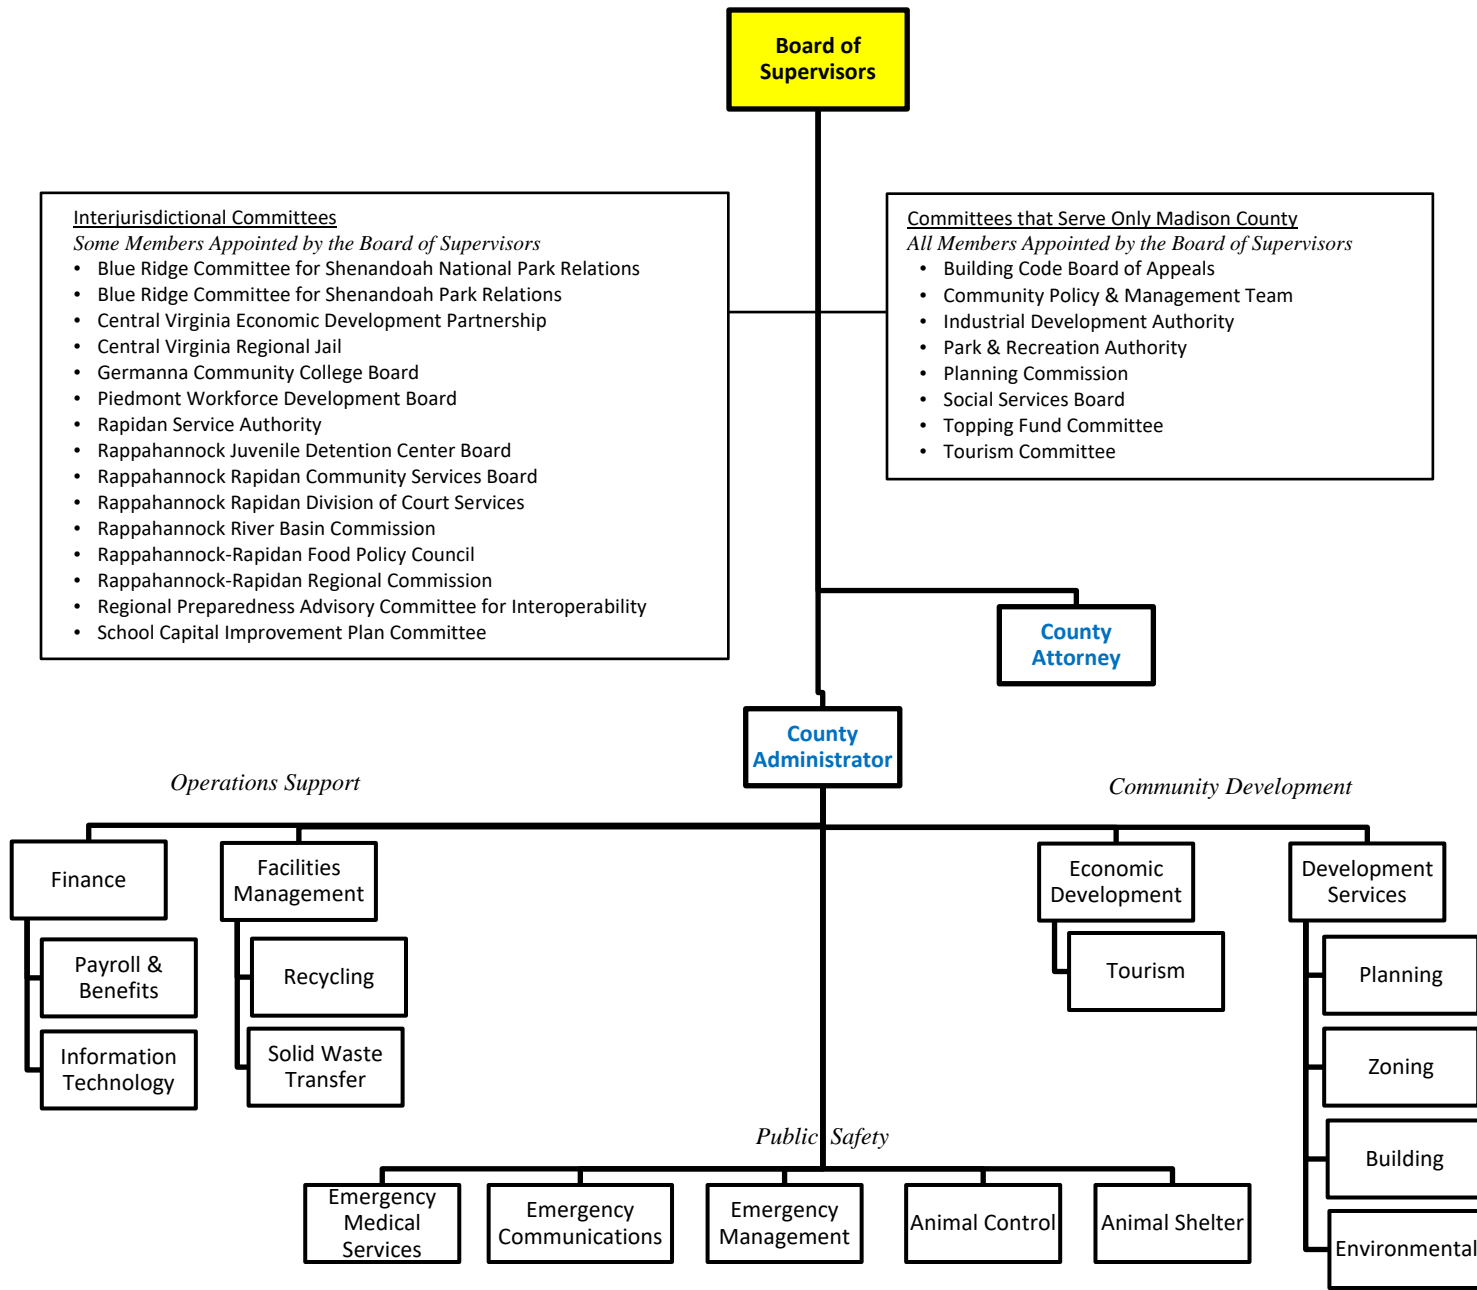 Board of
Supervisors
Interjurisdictional Committees
Some Members Appointed by the Board of Supervisors
• Blue Ridge Committee for Shenandoah National Park Relations
• Blue Ridge Committee for Shenandoah Park Relations
• Central Virginia Economic Development Partnership
• Central Virginia Regional Jail
• Germanna Community College Board
• Piedmont Workforce Development Board
• Rapidan Service Authority
• Rappahannock Juvenile Detention Center Board
• Rappahannock Rapidan Community Services Board
• Rappahannock Rapidan Division of Court Services
• Rappahannock River Basin Commission
• Rappahannock-Rapidan Food Policy Council
• Rappahannock-Rapidan Regional Commission
• Regional Preparedness Advisory Committee for Interoperability
• School Capital Improvement Plan Committee
Committees that Serve Only Madison County
All Members Appointed by the Board of Supervisors
• Building Code Board of Appeals
• Community Policy & Management Team
• Industrial Development Authority
• Park & Recreation Authority
• Planning Commission
• Social Services Board
• Topping Fund Committee
• Tourism Committee
County
Attorney
County
Administrator
Operations Support
Community Development
Finance
Facilities
Management
Economic
Development
Development
Services
Payroll &
Benefits
Recycling
Tourism
Planning
Information
Technology
Solid Waste
Transfer
Zoning
Building
Environmental
Public Safety
Emergency
Medical
Services
Emergency
Communications
Emergency
Management
Animal Control
Animal Shelter